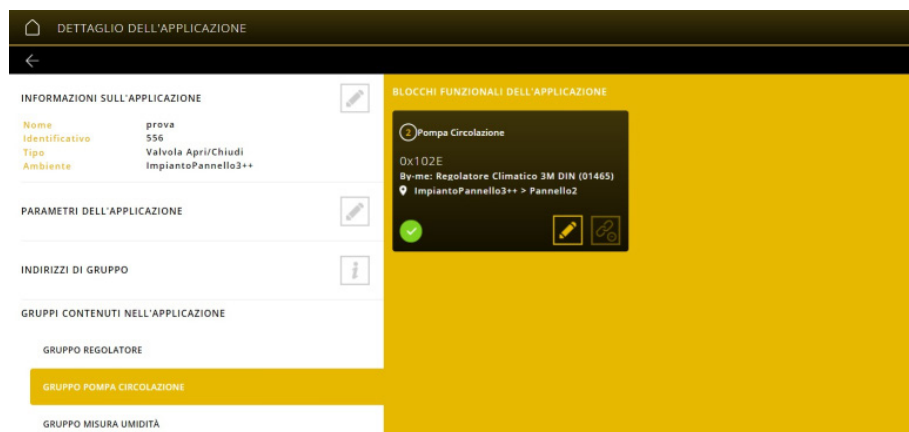 DETTAGLIO DELL'APPLICAZIONE
INFORMAZIONI SULL'APPLICAZIONE
Nome prova
Identificativo 556
Tipo Valvola Apri/Chiudi
Ambiente ImpiantoPannello3++
PARAMETRI DELL'APPLICAZIONE
INDIRIZZI DI GRUPPO
i
GRUPPI CONTENUTI NELL'APPLICAZIONE
GRUPPO REGOLATORE
GRUPPO POMPA CIRCOLAZIONE
GRUPPO MISURA UMIDITÀ
BLOCCHI FUNZIONALI DELL'APPLICAZIONE
2 Pompa Circolazione
0x102E
By-me: Regolatore Climatico 3M DIN (01465)
ImpiantoPannello3++ > Pannello2